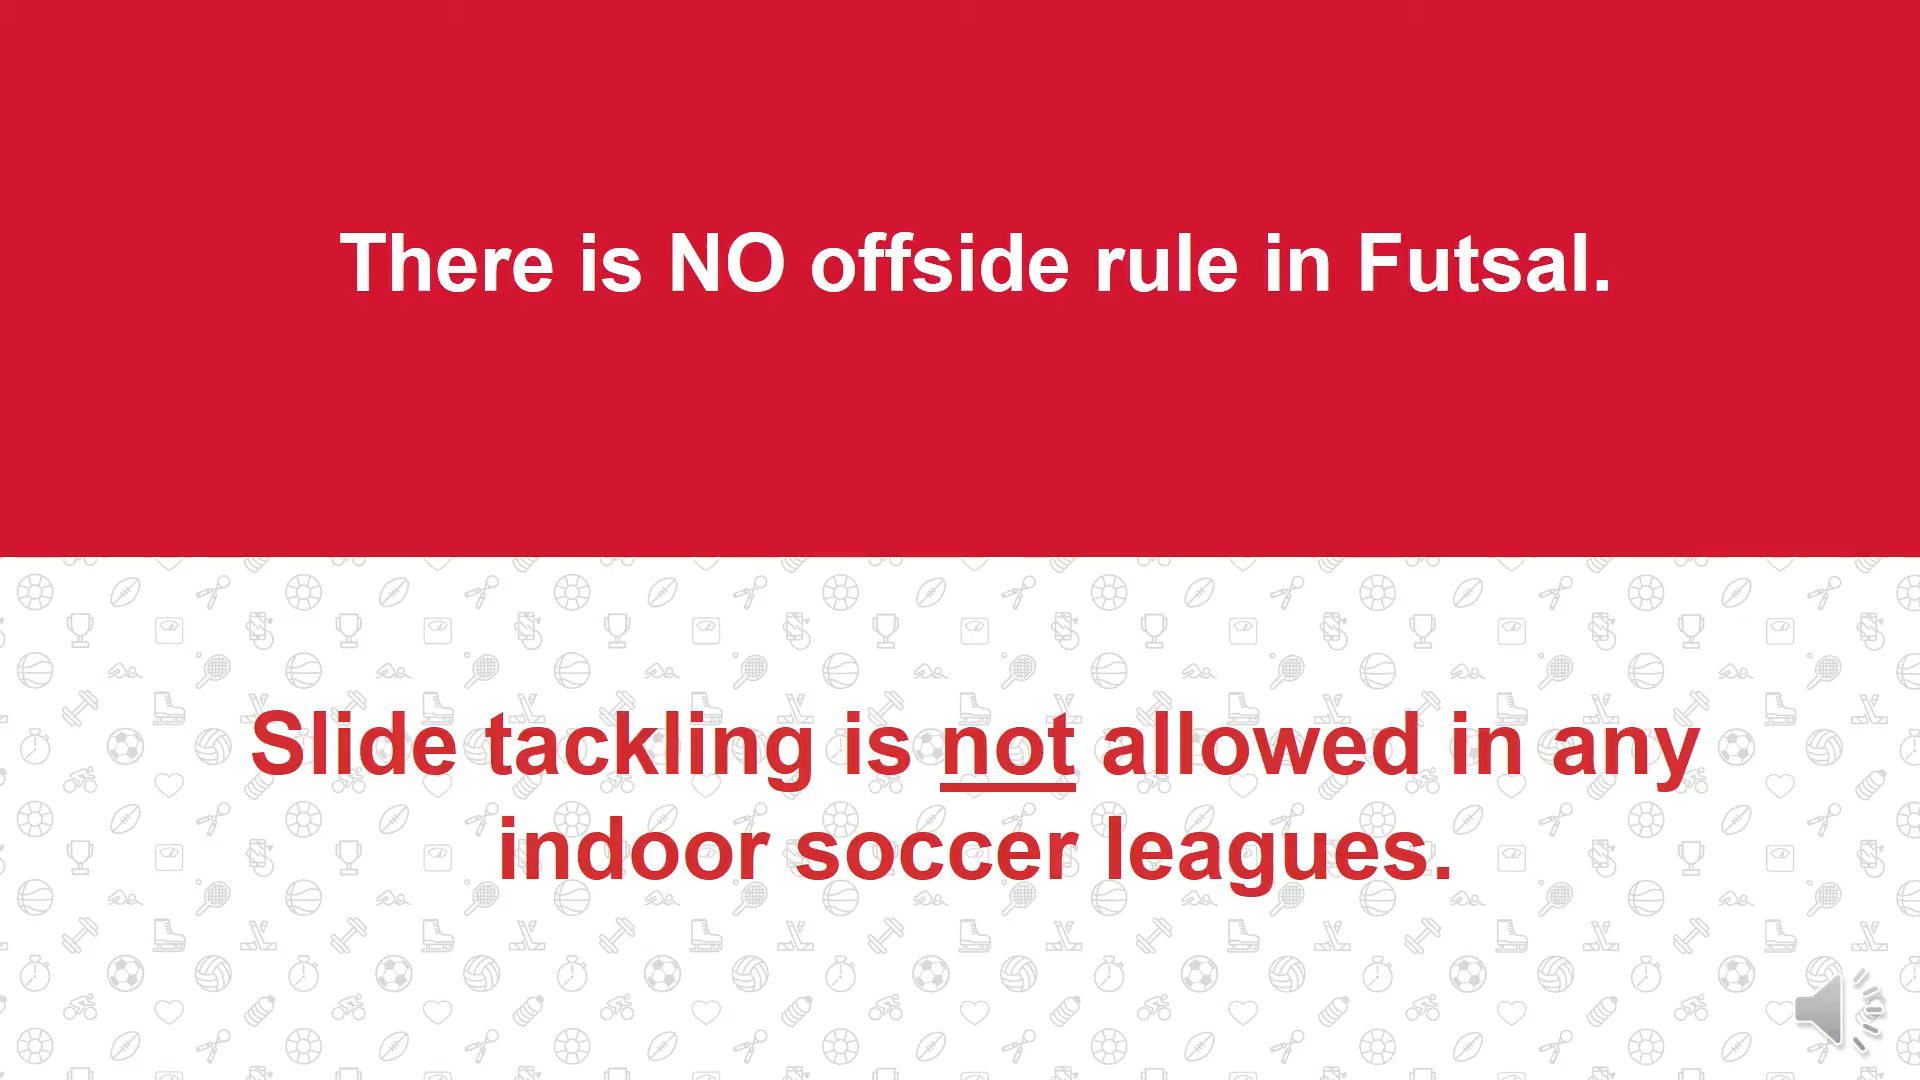 There is NO offside rule in Futsal.
Slide tackling is not allowed in any
indoor soccer leagues.